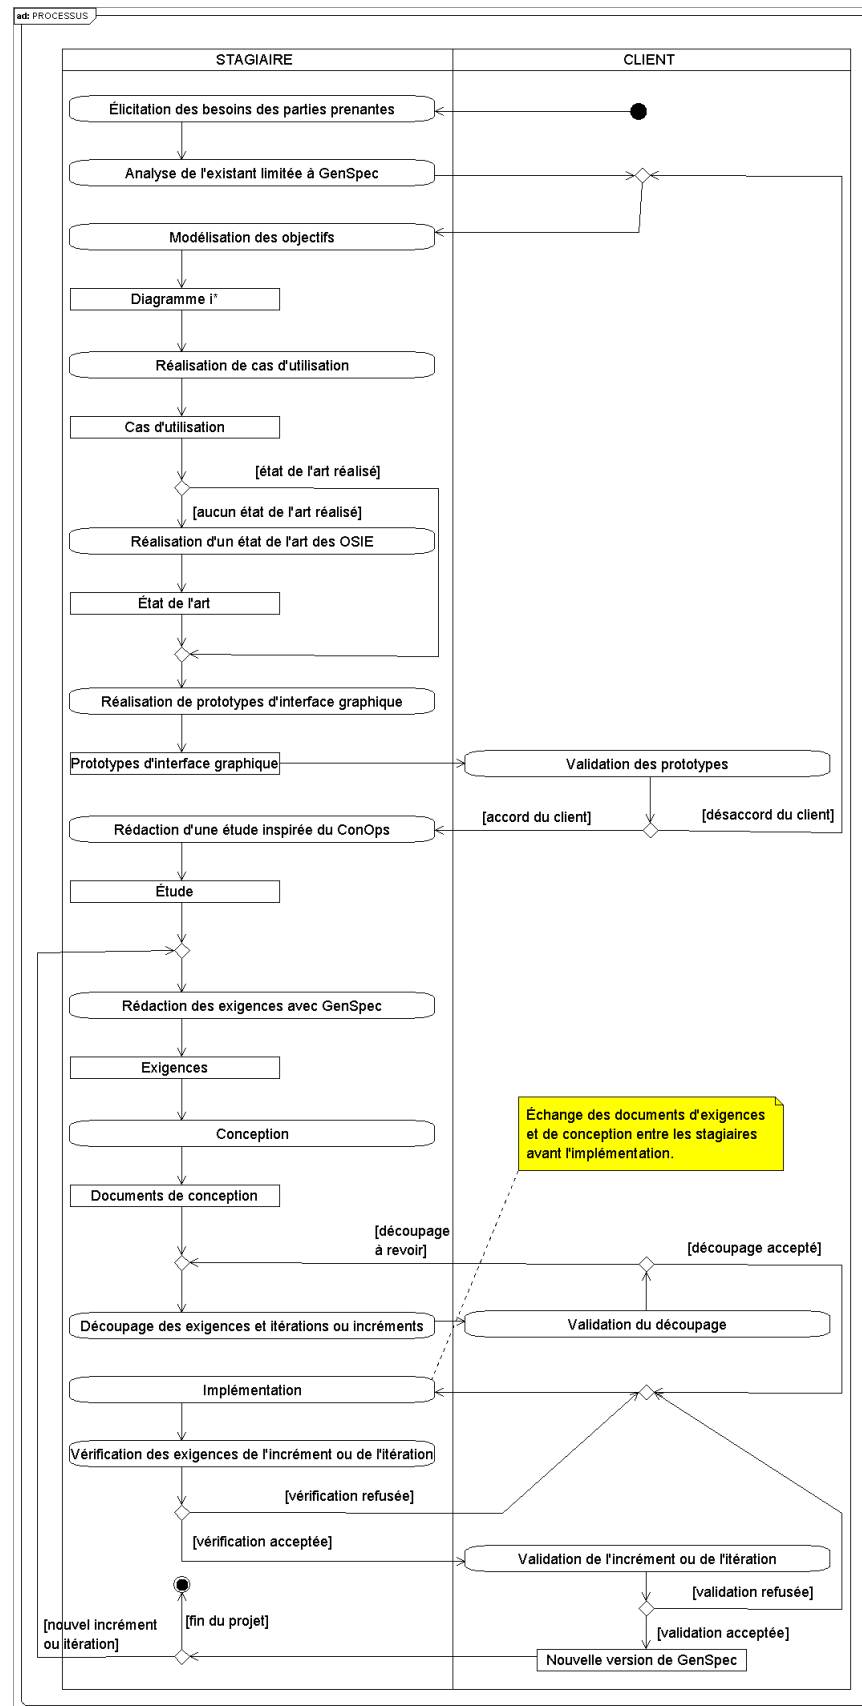 ad: PROCESSUS
STAGIAIRE
CLIENT
Élicitation des besoins des parties prenantes
Analyse de l'existant limitée à GenSpec
Modélisation des objectifs
Diagramme i*
Réalisation de cas d'utilisation
Cas d'utilisation
[état de l'art réalisé]
[aucun état de l'art réalisé]
Réalisation d'un état de l'art des OSIE
État de l'art
Réalisation de prototypes d'interface graphique
Prototypes d'interface graphique
Validation des prototypes
[accord du client]
[désaccord du client]
Rédaction d'une étude inspirée du ConOps
Étude
Rédaction des exigences avec GenSpec
Exigences
Échange des documents d'exigences
et de conception entre les stagiaires
avant l'implémentation.
Conception
Documents de conception
[découpage
à revoir]
[découpage accepté]
Découpage des exigences et itérations ou incréments
Validation du découpage
Implémentation
Vérification des exigences de l'incrément ou de l'itération
[vérification refusée]
[vérification acceptée]
Validation de l'incrément ou de l'itération
[validation refusée]
[nouvel incrément
ou itération]
[fin du projet]
[validation acceptée]
Nouvelle version de GenSpec